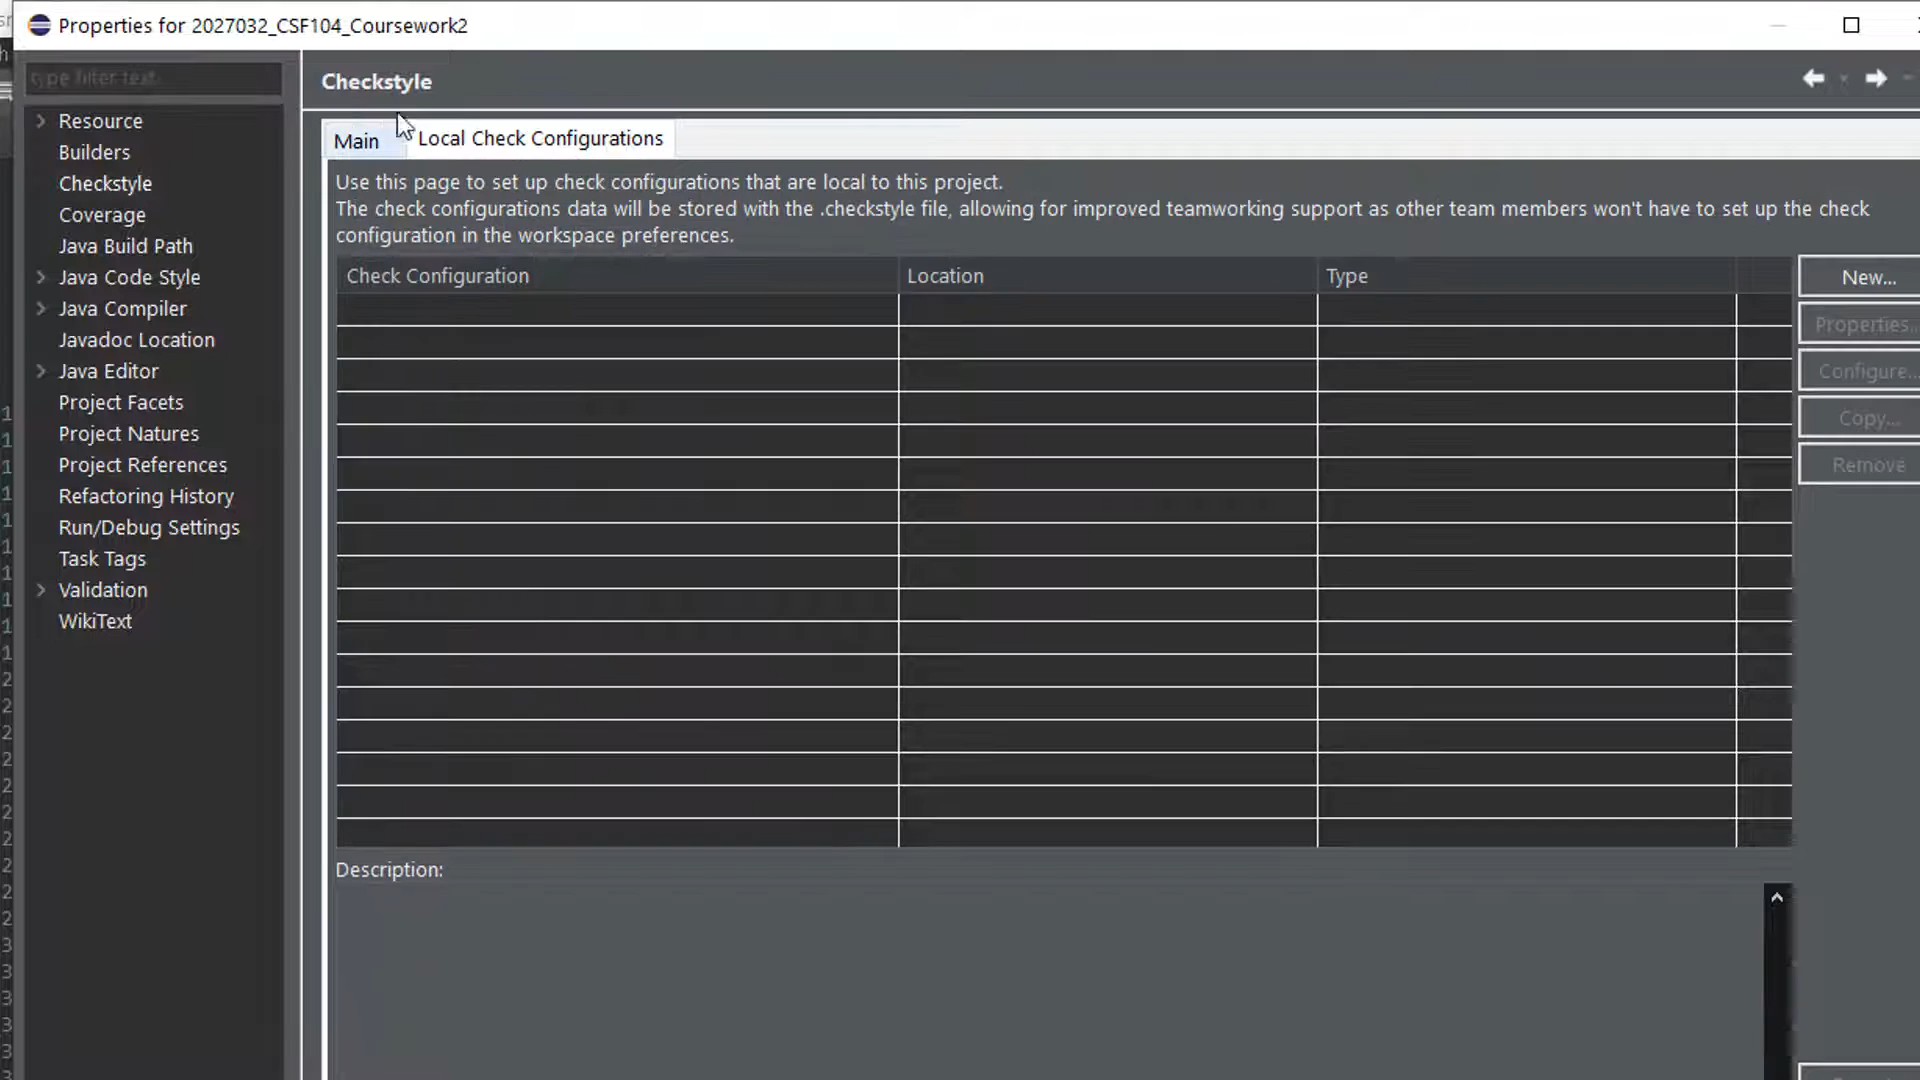 Properties for 2027032_CSF104_Coursework2
type filter text
Resource
Builders
Checkstyle
Coverage
Java Build Path
Java Code Style
Java Compiler
Javadoc Location
Java Editor
Project Facets
Project Natures
Project References
Refactoring History
Run/Debug Settings
Task Tags
Validation
WikiText
Checkstyle
Main
Local Check Configurations
Use this page to set up check configurations that are local to this project.
The check configurations data will be stored with the .checkstyle file, allowing for improved teamworking support as other team members won't have to set up the check
configuration in the workspace preferences.
Check Configuration Location Type
New...
Properties...
Configure...
Copy...
Remove
Description: